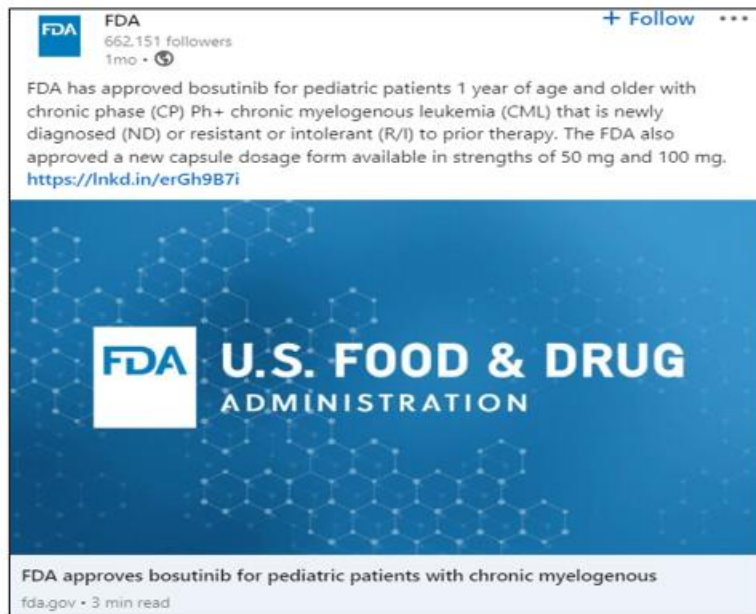 FDA
FDA
+ Follow •••
662,151 followers
1mo •
FDA has approved bosutinib for pediatric patients 1 year of age and older with
chronic phase (CP) Ph+ chronic myelogenous leukemia (CML) that is newly
diagnosed (ND) or resistant or intolerant (R/I) to prior therapy. The FDA also
approved a new capsule dosage form available in strengths of 50 mg and 100 mg.
https://lnkd.in/erGh9B7i
FDA
U.S. FOOD & DRUG
ADMINISTRATION
FDA approves bosutinib for pediatric patients with chronic myelogenous
fda.gov • 3 min read